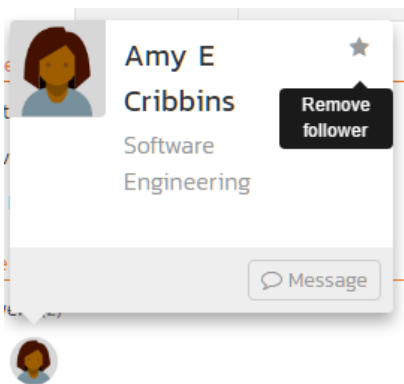 Amy E
Cribbins
Remove
follower
Software
Engineering
Message